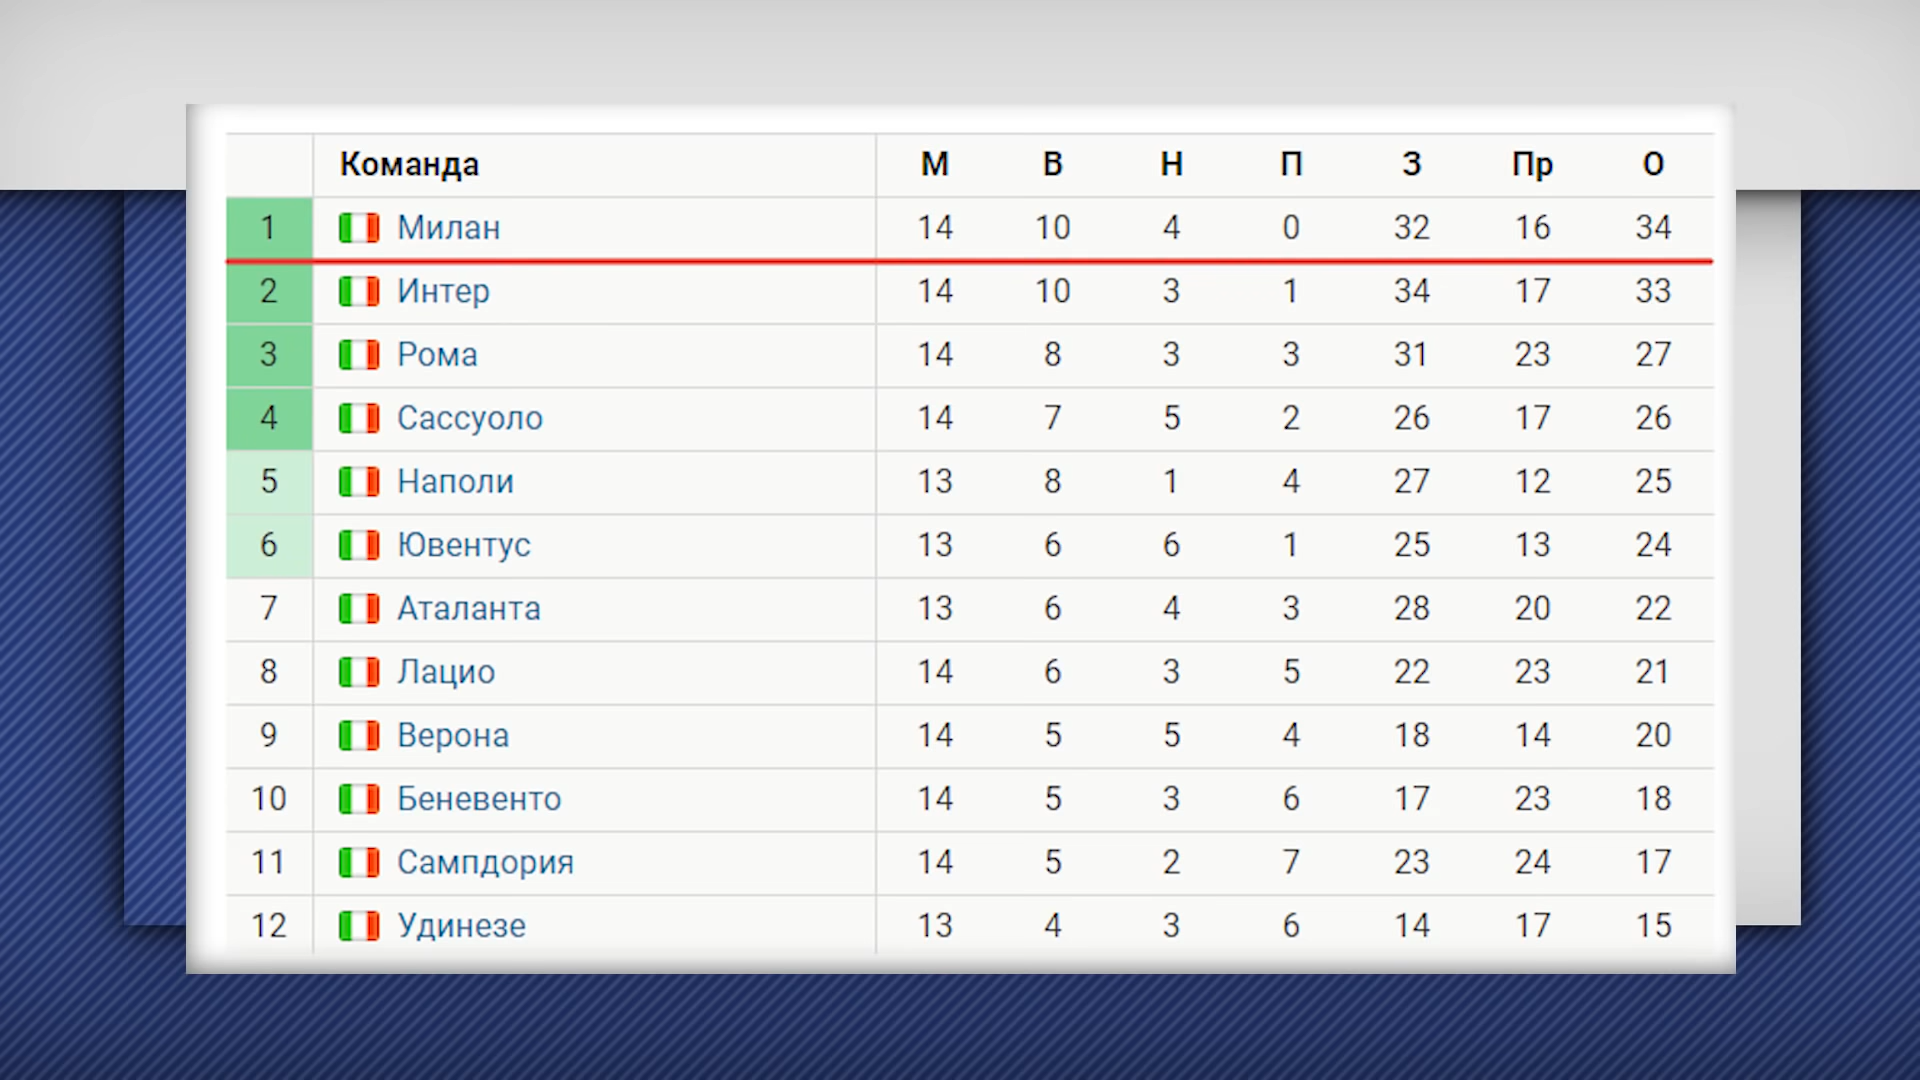 Команда М В Н П З Пр О
1 Милан 14 10 4 0 32 16 34
2 Интер 14 10 3 1 34 17 33
3 Рома 14 8 3 3 31 23 27
4 Сассуоло 14 7 5 2 26 17 26
5 Наполи 13 8 1 4 27 12 25
6 Ювентус 13 6 6 1 25 13 24
7 Аталанта 13 6 4 3 28 20 22
8 Лацио 14 6 3 5 22 23 21
9 Верона 14 5 5 4 18 14 20
10 Беневенто 14 5 3 6 17 23 18
11 Сампдория 14 5 2 7 23 24 17
12 Удинезе 13 4 3 6 14 17 15